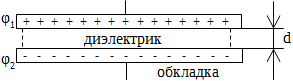 φ₁ + + + + + + + + + + + + +
диэлектрик d
φ₂ - - - - - - - - - - - - -
обкладка